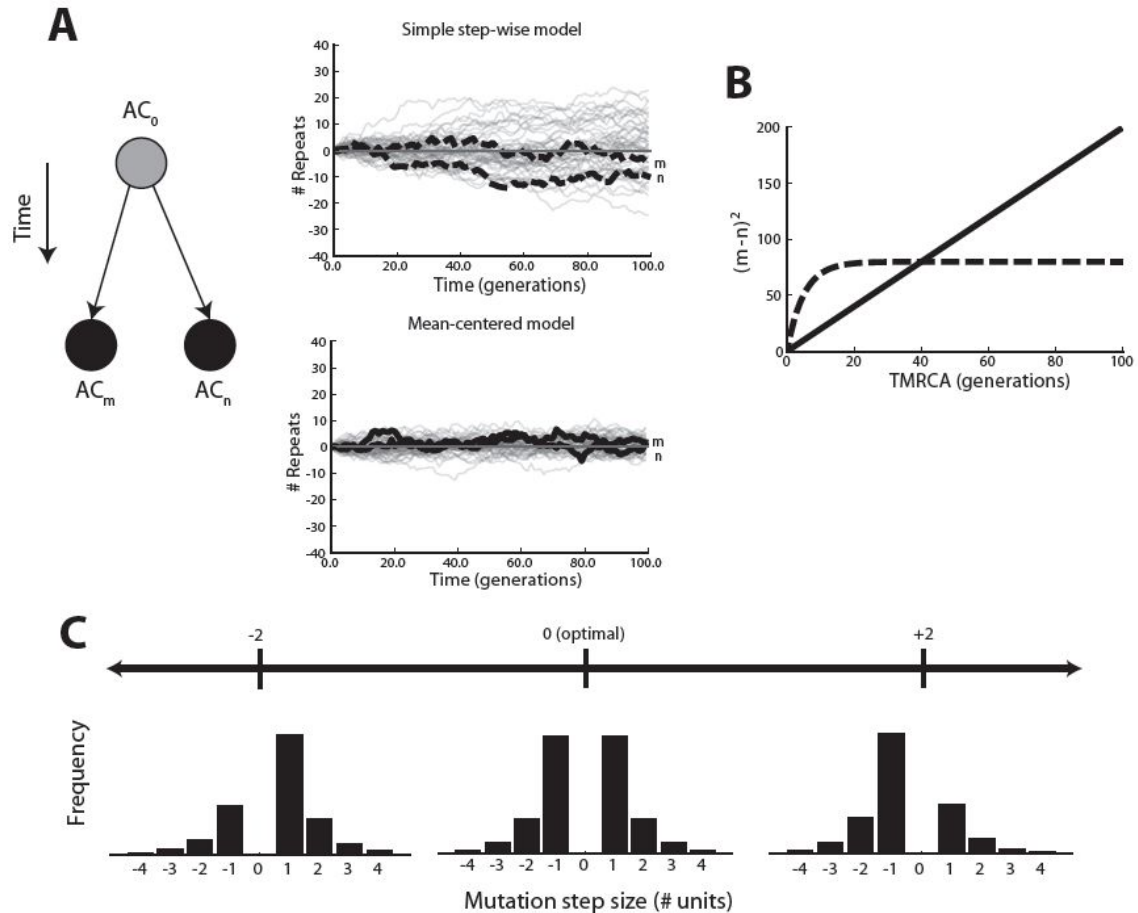 A
AC0
Time
ACm
ACn
Simple step-wise model
40
30
20
10
0
-10
-20
-30
-40
# Repeats
m
n
0.0 20.0 40.0 60.0 80.0 100.0
Time (generations)
Mean-centered model
40
30
20
10
0
-10
-20
-30
-40
# Repeats
m
n
0.0 20.0 40.0 60.0 80.0 100.0
Time (generations)
B
200
150
100
50
0
(m-n)2
0 20 40 60 80 100
TMRCA (generations)
C
-2 0 (optimal) +2
Frequency
-4 -3 -2 -1 0 1 2 3 4
-4 -3 -2 -1 0 1 2 3 4
-4 -3 -2 -1 0 1 2 3 4
Mutation step size (# units)